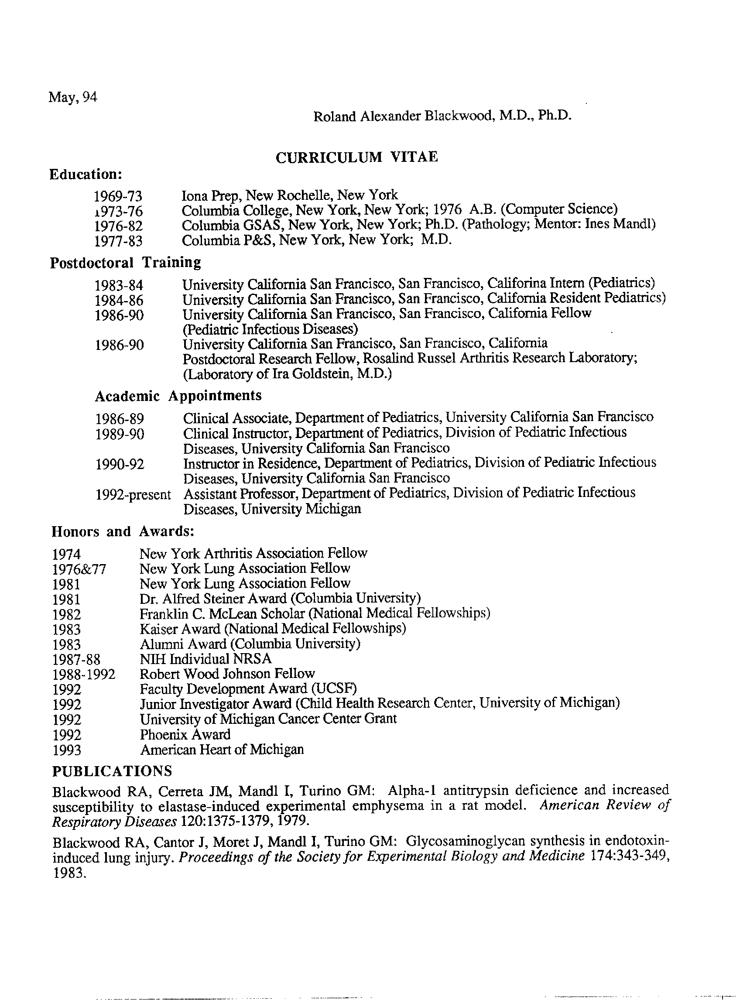 May, 94
Roland Alexander Blackwood, M.D., Ph.D.
CURRICULUM VITAE
Education:
1969-73 Iona Prep, New Rochelle, New York
1973-76 Columbia College, New York, New York; 1976 A.B. (Computer Science)
1976-82 Columbia GSAS, New York, New York; Ph.D. (Pathology; Mentor: Ines Mandl)
1977-83 Columbia P&S, New York, New York; M.D.
Postdoctoral Training
1983-84 University California San Francisco, San Francisco, Califorina Intern (Pediatrics)
1984-86 University California San Francisco, San Francisco, California Resident Pediatrics)
1986-90 University California San Francisco, San Francisco, California Fellow
(Pediatric Infectious Diseases)
1986-90 University California San Francisco, San Francisco, California
Postdoctoral Research Fellow, Rosalind Russel Arthritis Research Laboratory;
(Laboratory of Ira Goldstein, M.D.)
Academic Appointments
1986-89 Clinical Associate, Department of Pediatrics, University California San Francisco
1989-90 Clinical Instructor, Department of Pediatrics, Division of Pediatric Infectious
Diseases, University California San Francisco
1990-92 Instructor in Residence, Department of Pediatrics, Division of Pediatric Infectious
Diseases, University California San Francisco
1992-present Assistant Professor, Department of Pediatrics, Division of Pediatric Infectious
Diseases, University Michigan
Honors and Awards:
1974 New York Arthritis Association Fellow
1976&77 New York Lung Association Fellow
1981 New York Lung Association Fellow
1981 Dr. Alfred Steiner Award (Columbia University)
1982 Franklin C. McLean Scholar (National Medical Fellowships)
1983 Kaiser Award (National Medical Fellowships)
1983 Alumni Award (Columbia University)
1987-88 NIH Individual NRSA
1988-1992 Robert Wood Johnson Fellow
1992 Faculty Development Award (UCSF)
1992 Junior Investigator Award (Child Health Research Center, University of Michigan)
1992 University of Michigan Cancer Center Grant
1992 Phoenix Award
1993 American Heart of Michigan
PUBLICATIONS
Blackwood RA, Cerreta JM, Mandl I, Turino GM: Alpha-1 antitrypsin deficience and increased
susceptibility to elastase-induced experimental emphysema in a rat model. American Review of
Respiratory Diseases 120:1375-1379, 1979.
Blackwood RA, Cantor J, Moret J, Mandl I, Turino GM: Glycosaminoglycan synthesis in endotoxin-
induced lung injury. Proceedings of the Society for Experimental Biology and Medicine 174:343-349,
1983.